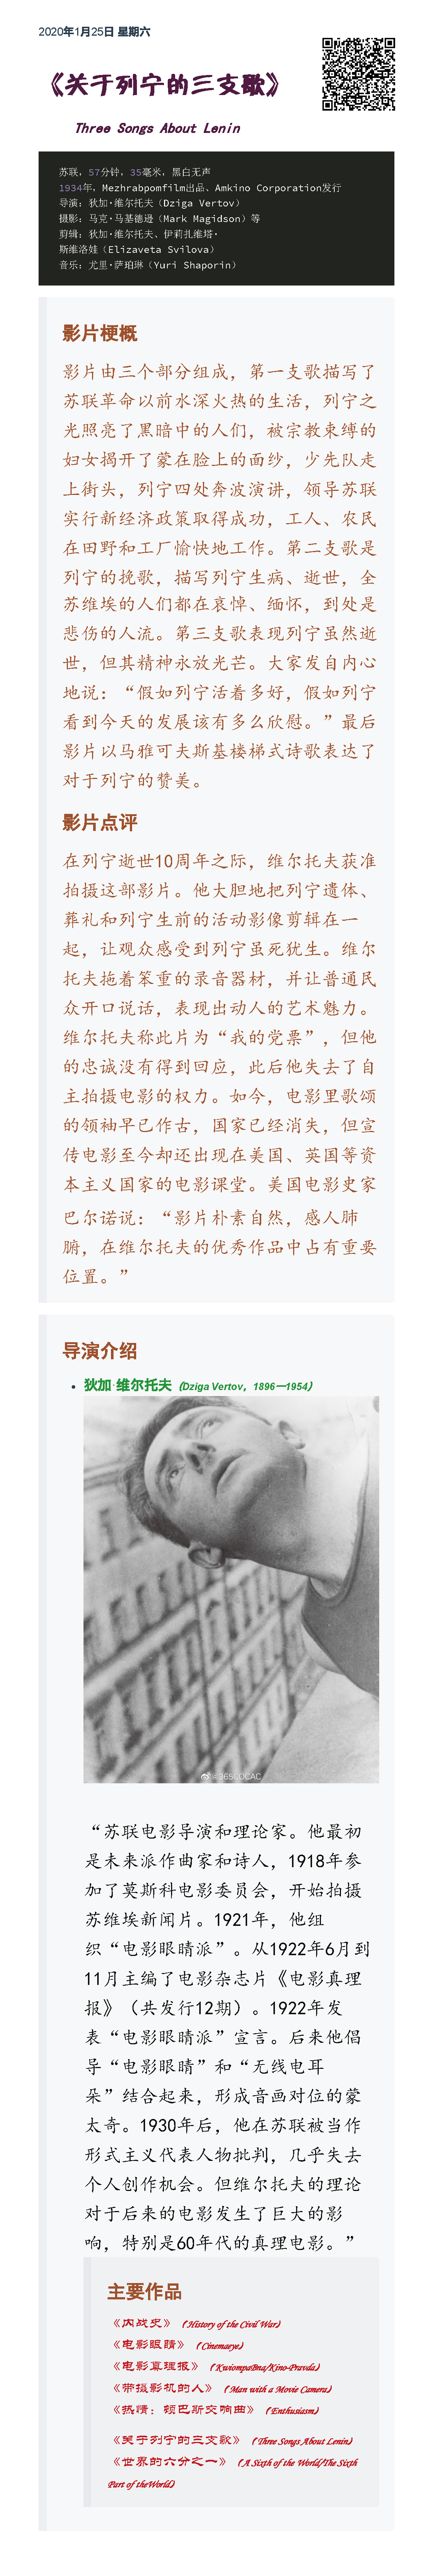 2020年1月25日 星期六
《关于列宁的三支歌》
Three Songs About Lenin
苏联，57分钟，35毫米，黑白无声
1934年，Mezhrabpomfilm出品、Amkino Corporation发行
导演：狄加·维尔托夫（Dziga Vertov）
摄影：马克·马基德逊（Mark Magidson）等
剪辑：狄加·维尔托夫、伊莉扎维塔·
斯维洛娃（Elizaveta Svilova）
音乐：尤里·萨珀琳（Yuri Shaporin）
影片梗概
影片由三个部分组成，第一支歌描写了
苏联革命以前水深火热的生活，列宁之
光照亮了黑暗中的人们，被宗教束缚的
妇女揭开了蒙在脸上的面纱，少先队走
上街头，列宁四处奔波演讲，领导苏联
实行新经济政策取得成功，工人、农民
在田野和工厂愉快地工作。第二支歌是
列宁的挽歌，描写列宁生病、逝世，全
苏维埃的人们都在哀悼、缅怀，到处是
悲伤的人流。第三支歌表现列宁虽然逝
世，但其精神永放光芒。大家发自内心
地说：“假如列宁活着多好，假如列宁
看到今天的发展该有多么欣慰。”最后
影片以马雅可夫斯基楼梯式诗歌表达了
对于列宁的赞美。
影片点评
在列宁逝世10周年之际，维尔托夫获准
拍摄这部影片。他大胆地把列宁遗体、
葬礼和列宁生前的活动影像剪辑在一
起，让观众感受到列宁虽死犹生。维尔
托夫拖着笨重的录音器材，并让普通民
众开口说话，表现出动人的艺术魅力。
维尔托夫称此片为“我的党票”，但他
的忠诚没有得到回应，此后他失去了自
主拍摄电影的权力。如今，电影里歌颂
的领袖早已作古，国家已经消失，但宣
传电影至今却还出现在美国、英国等资
本主义国家的电影课堂。美国电影史家
巴尔诺说：“影片朴素自然，感人肺
腑，在维尔托夫的优秀作品中占有重要
位置。”
导演介绍
狄加·维尔托夫（Dziga Vertov，1896—1954）
“苏联电影导演和理论家。他最初
是未来派作曲家和诗人，1918年参
加了莫斯科电影委员会，开始拍摄
苏维埃新闻片。1921年，他组
织“电影眼睛派”。从1922年6月到
11月主编了电影杂志片《电影真理
报》（共发行12期）。1922年发
表“电影眼睛派”宣言。后来他倡
导“电影眼睛”和“无线电耳
朵”结合起来，形成音画对位的蒙
太奇。1930年后，他在苏联被当作
形式主义代表人物批判，几乎失去
个人创作机会。但维尔托夫的理论
对于后来的电影发生了巨大的影
响，特别是60年代的真理电影。”
主要作品
《内战史》（History of the Civil War）
《电影眼睛》（Cinemaeye）
《电影真理报》（Kwiompaßna/Kino-Pravda）
《带摄影机的人》（Man with a Movie Camera）
《热情：顿巴斯交响曲》（Enthusiasm）
《关于列宁的三支歌》（Three Songs About Lenin）
《世界的六分之一》（A Sixth of the World/The Sixth
Part of theWorld）